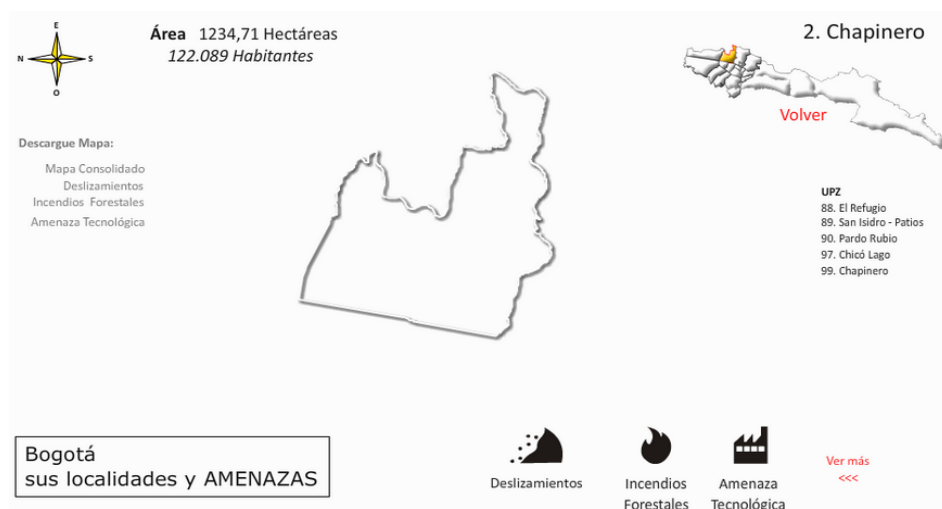 E
N
S
O
Área 1234,71 Hectáreas
122.089 Habitantes
2. Chapinero
Volver
Descargue Mapa:
Mapa Consolidado
Deslizamientos
Incendios Forestales
Amenaza Tecnológica
UPZ
88. El Refugio
89. San Isidro - Patios
90. Pardo Rubio
97. Chicó Lago
99. Chapinero
Bogotá
sus localidades y AMENAZAS
Deslizamientos
Incendios
Forestales
Amenaza
Tecnológica
Ver más
<<<